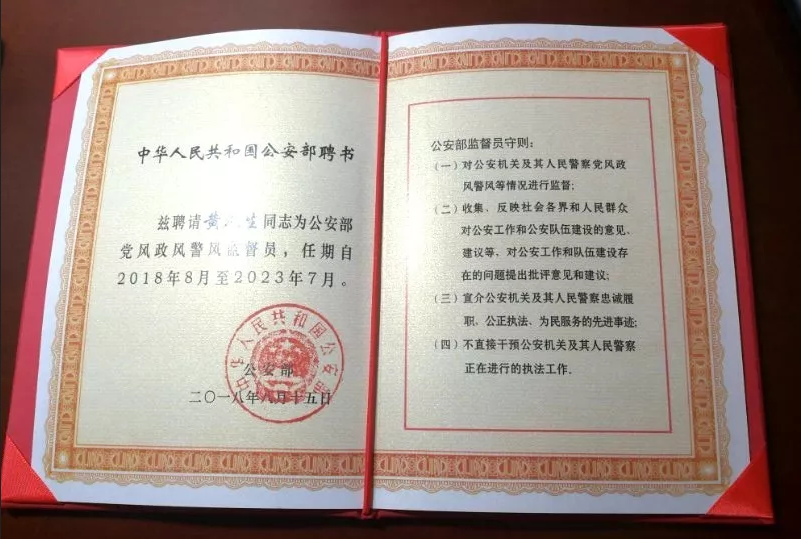 中华人民共和国公安部聘书
兹聘请黄 生同志为公安部
党风政风警风监督员，任期自
2018年8月至2023年7月。
中华人民共和国公安部
公安部
二〇一八年八月十五日
公安部监督员守则：
（一）对公安机关及其人民警察党风政
风警风等情况进行监督;
（二）收集、反映社会各界和人民群众
对公安工作和公安队伍建设的意见、
建议等、对公安工作和队伍建设存
在的问题提出批评意见和建议;
（三）宣介公安机关及其人民警察忠诚履
职、公正执法、为民服务的先进事迹;
（四）不直接干预公安机关及其人民警察
正在进行的执法工作.